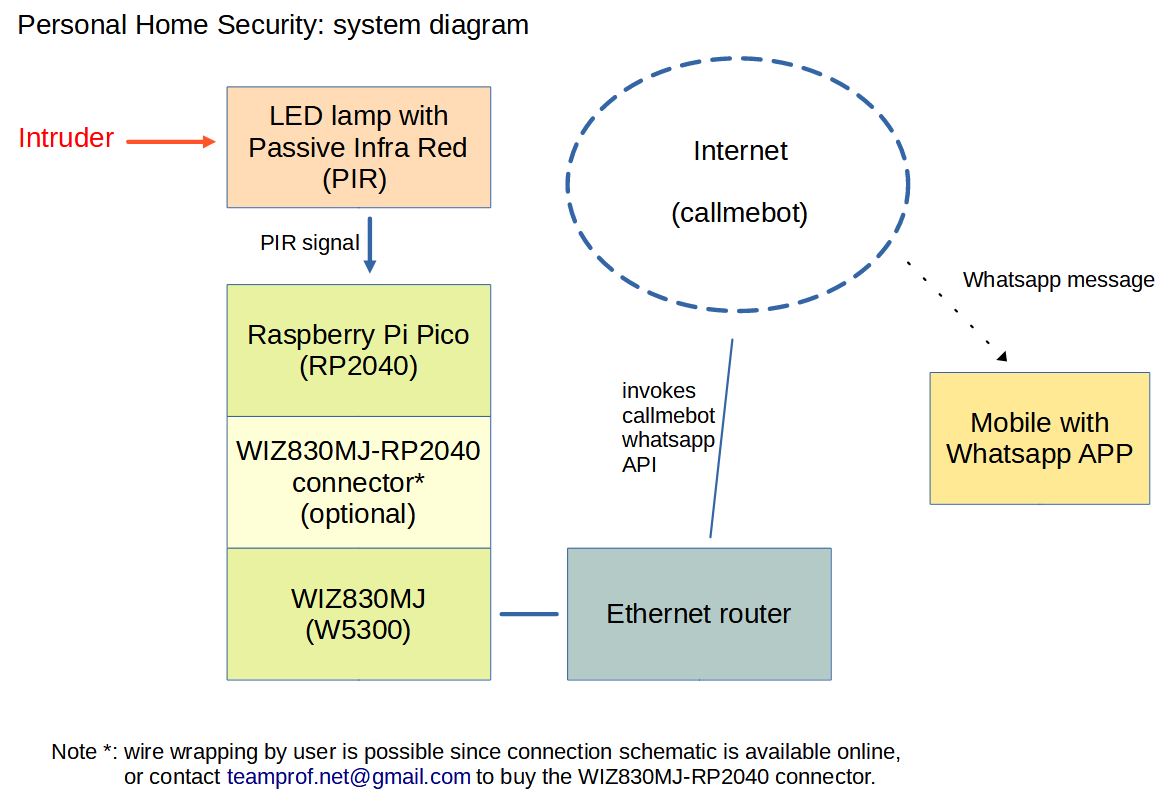 Personal Home Security: system diagram
Intruder
LED lamp with
Passive Infra Red
(PIR)
PIR signal
Raspberry Pi Pico
(RP2040)
WIZ830MJ-RP2040
connector*
(optional)
WIZ830MJ
(W5300)
Ethernet router
invokes
callmebot
whatsapp
API
Internet
(callmebot)
Whatsapp message
Mobile with
Whatsapp APP
Note *: wire wrapping by user is possible since connection schematic is available online,
or contact teamprof.net@gmail.com to buy the WIZ830MJ-RP2040 connector.